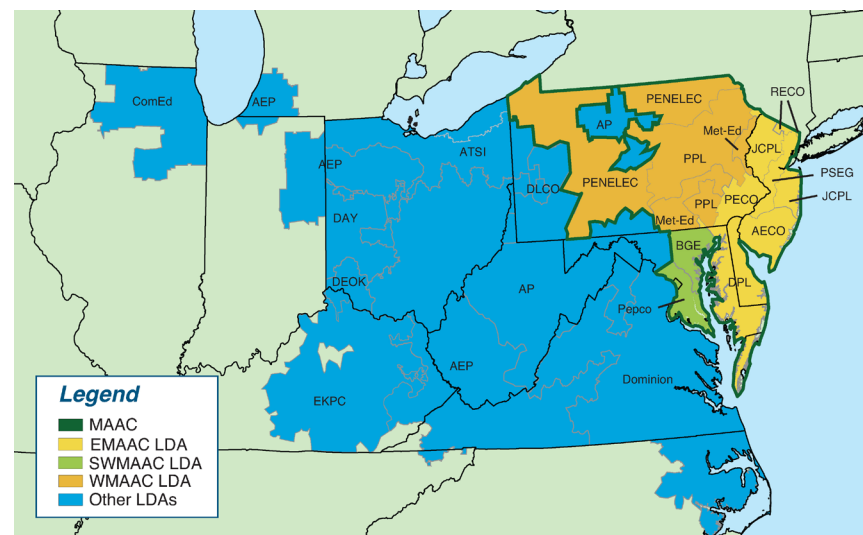 RECO
ComEd
AEP
PENELEC
AP
Met-Ed
JCPL
ATSI
AEP
PPL
PSEG
DLCO
PENELEC
PECO
JCPL
PPL
DAY
Met-Ed
AECO
BGE
DEOK
DPL
AP
Pepco
AEP
Dominion
EKPC
Legend
MAAC
EMAAC LDA
SWMAAC LDA
WMAAC LDA
Other LDAs